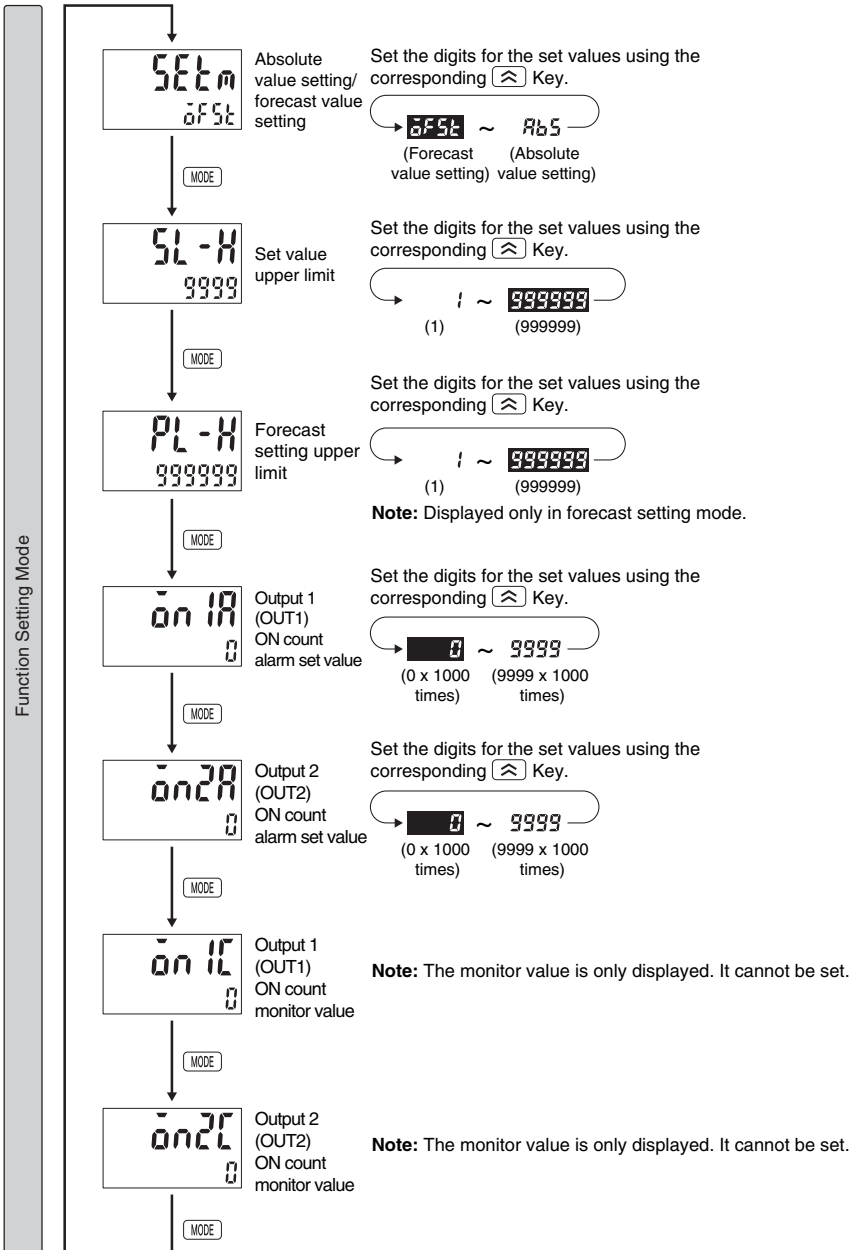 Function Setting Mode
SEtm
oFSt
Absolute
value setting/
forecast value
setting
Set the digits for the set values using the
corresponding Key.
oFSt ~ AbS
(Forecast
value setting)
(Absolute
value setting)
MODE
SL-H
9999
Set value
upper limit
Set the digits for the set values using the
corresponding Key.
1 ~ 999999
(1) (999999)
MODE
PL-H
999999
Forecast
setting upper
limit
Set the digits for the set values using the
corresponding Key.
1 ~ 999999
(1) (999999)
Note: Displayed only in forecast setting mode.
MODE
on1A
0
Output 1
(OUT1)
ON count
alarm set value
Set the digits for the set values using the
corresponding Key.
0 ~ 9999
(0 x 1000
times)
(9999 x 1000
times)
MODE
on2A
0
Output 2
(OUT2)
ON count
alarm set value
Set the digits for the set values using the
corresponding Key.
0 ~ 9999
(0 x 1000
times)
(9999 x 1000
times)
MODE
on1C
0
Output 1
(OUT1)
ON count
monitor value
Note: The monitor value is only displayed. It cannot be set.
MODE
on2C
0
Output 2
(OUT2)
ON count
monitor value
Note: The monitor value is only displayed. It cannot be set.
MODE